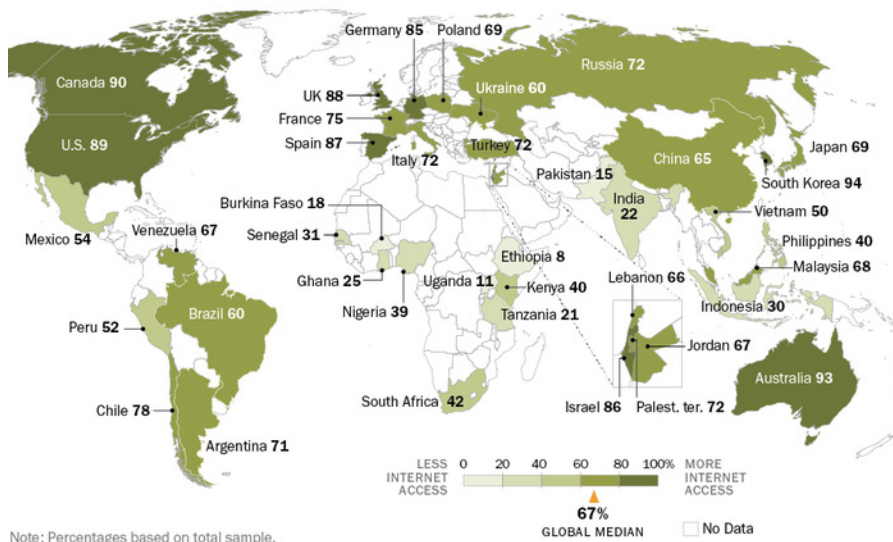 Germany 85
Poland 69
Canada 90
Russia 72
UK 88
Ukraine 60
France 75
U.S. 89
Spain 87
Italy 72
Turkey 72
China 65
Japan 69
Pakistan 15
South Korea 94
India
22
Burkina Faso 18
Vietnam 50
Mexico 54
Venezuela 67
Senegal 31
Philippines 40
Ethiopia 8
Malaysia 68
Lebanon 66
Ghana 25
Uganda 11
Kenya 40
Indonesia 30
Nigeria 39
Tanzania 21
Brazil 60
Peru 52
Jordan 67
Australia 93
South Africa 42
Israel 86
Palest. ter. 72
Chile 78
Argentina 71
LESS
INTERNET
ACCESS
0 20 40 60 80 100%
MORE
INTERNET
ACCESS
67%
GLOBAL MEDIAN
No Data
Note: Percentages based on total sample.